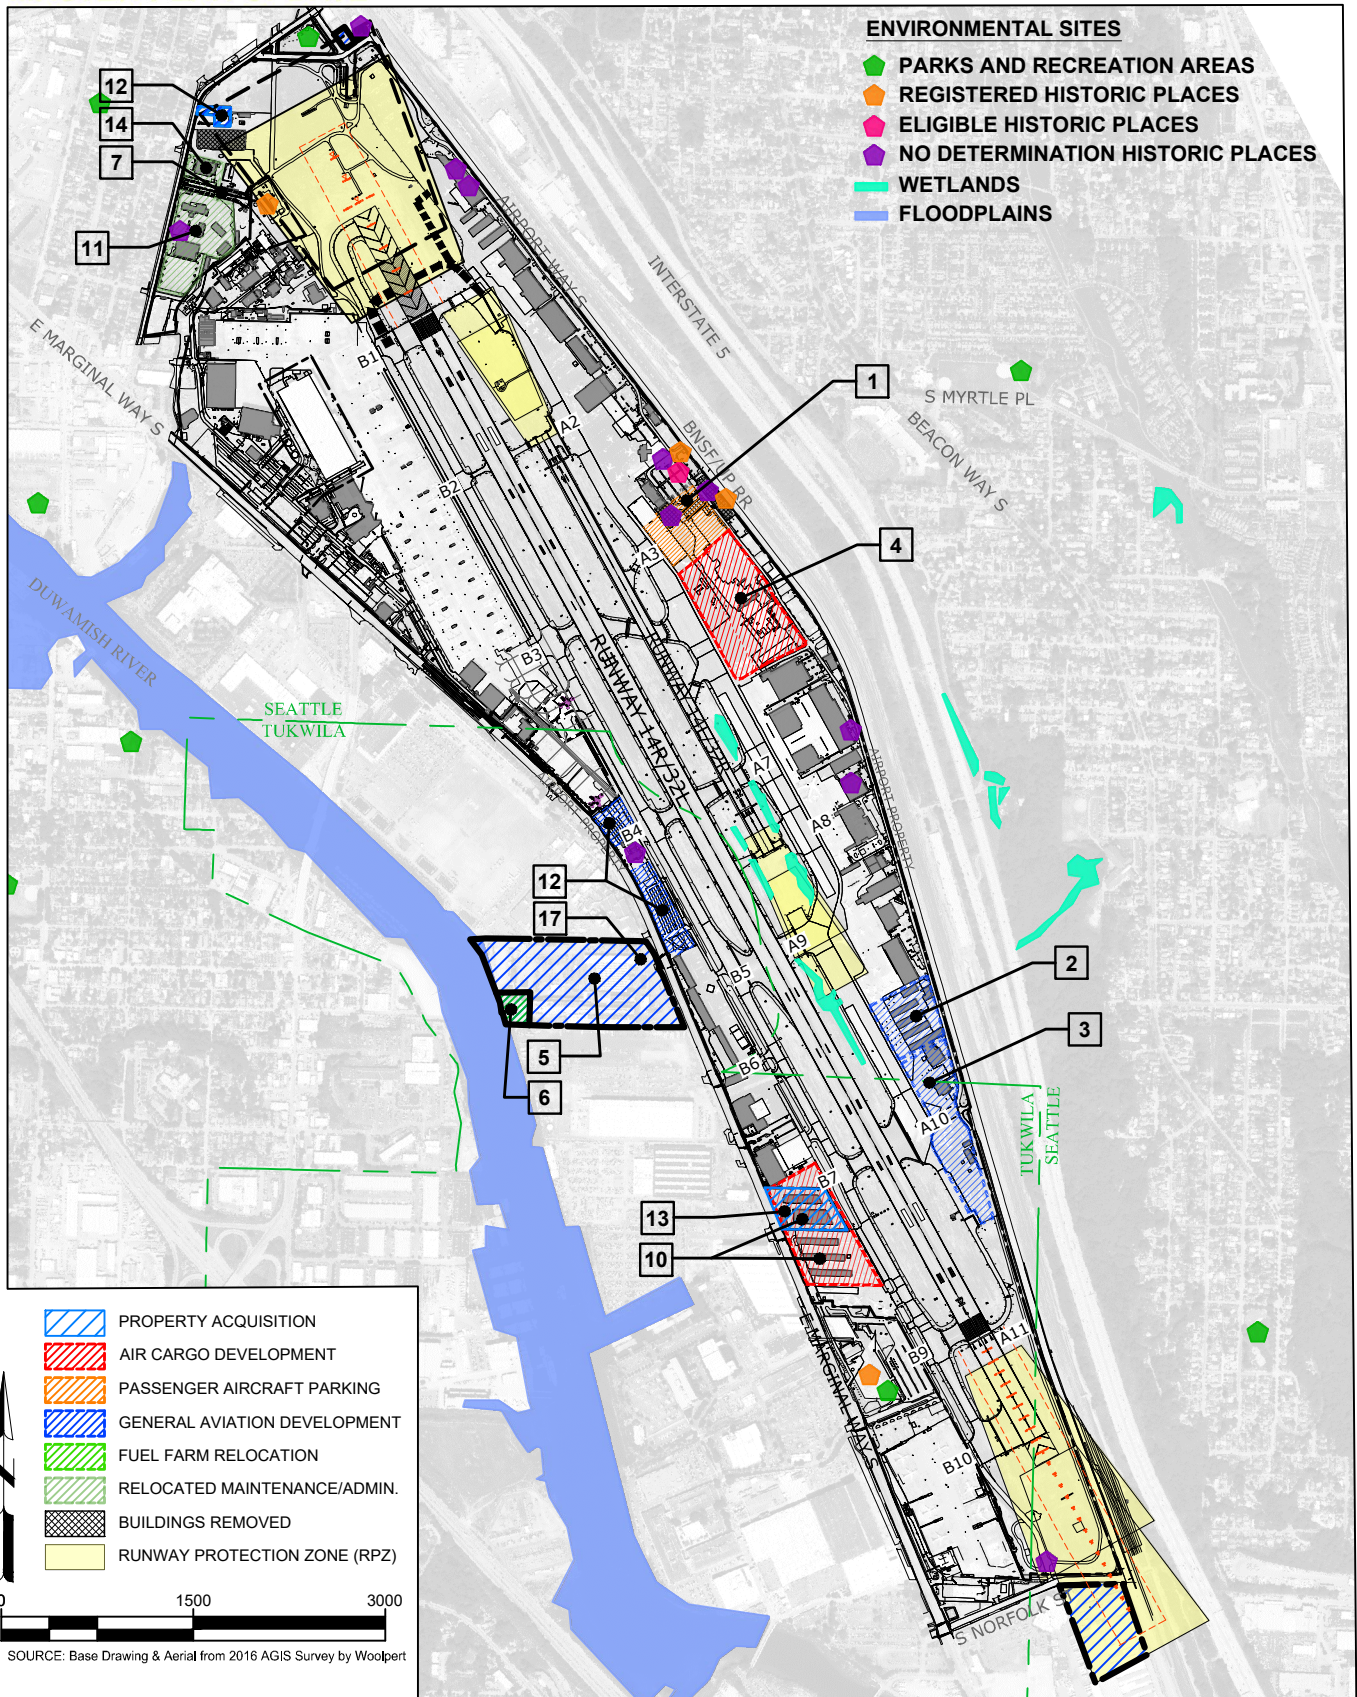 ENVIRONMENTAL SITES
PARKS AND RECREATION AREAS
REGISTERED HISTORIC PLACES
ELIGIBLE HISTORIC PLACES
NO DETERMINATION HISTORIC PLACES
WETLANDS
FLOODPLAINS
12
14
7
11
AIRPORT WAY S
INTERSTATE 5
E MARGINAL WAY S
B1
A2
1
S MYRTLE PL
BEACON WAY S
BNSF/UP RR
B2
A3
4
DUWAMISH RIVER
B3
RUNWAY 14R/32L
RUNWAY 14L/32R
SEATTLE
TUKWILA
A7
A8
AIRPORT PROPERTY
AIRPORT PROPERTY
B4
12
17
A9
B5
2
3
5
6
B6
A10
TUKWILA
SEATTLE
B7
13
10
E MARGINAL WAY S
A11
B9
B10
S NORFOLK S
PROPERTY ACQUISITION
AIR CARGO DEVELOPMENT
PASSENGER AIRCRAFT PARKING
GENERAL AVIATION DEVELOPMENT
FUEL FARM RELOCATION
RELOCATED MAINTENANCE/ADMIN.
BUILDINGS REMOVED
RUNWAY PROTECTION ZONE (RPZ)
0 1500 3000
SOURCE: Base Drawing & Aerial from 2016 AGIS Survey by Woolpert